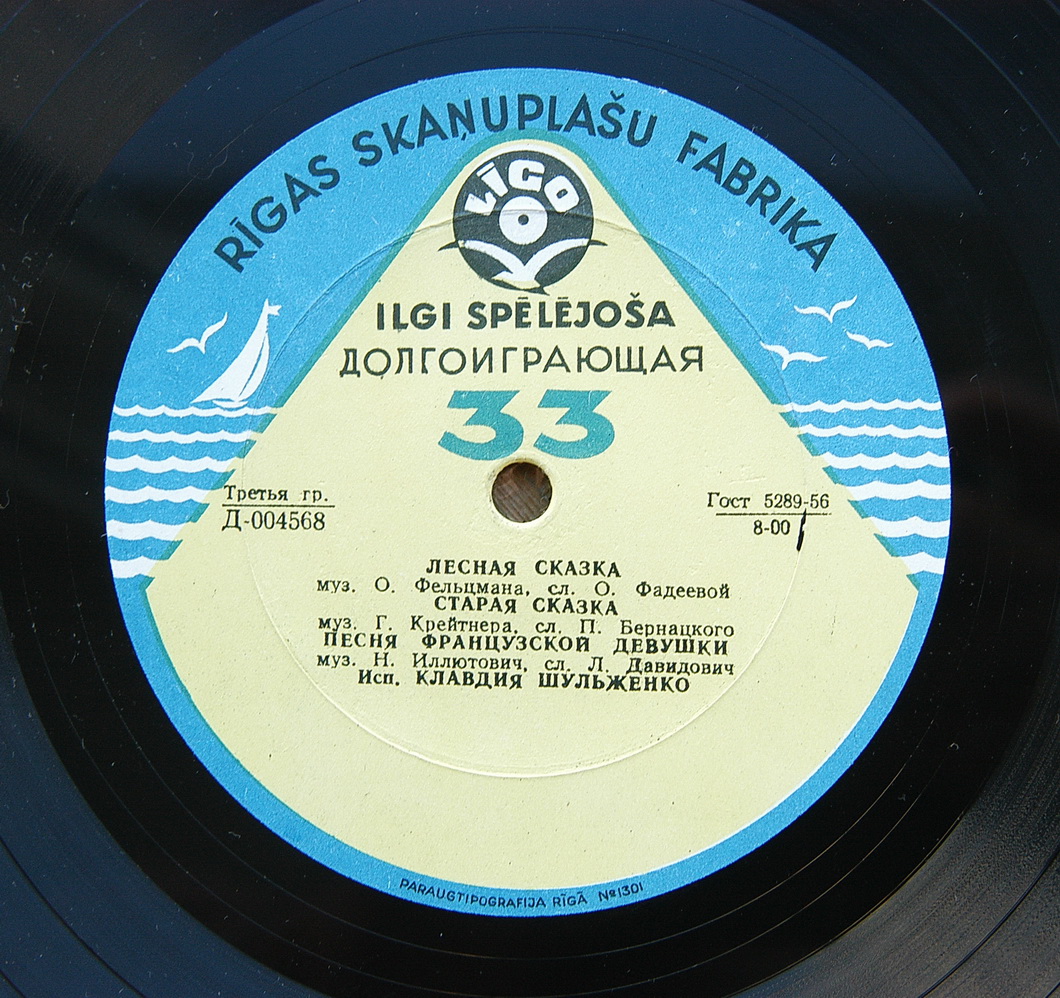 RĪGAS SKAŅUPLAŠU FABRIKA
LĪGO
ILGI SPĒLĒJOŠA
ДОЛГОИГРАЮЩАЯ
33
Третья гр.
Д-004568
Гост 5289-56
8-00
ЛЕСНАЯ СКАЗКА
муз. О. Фельцмана, сл. О. Фадеевой
СТАРАЯ СКАЗКА
муз. Г. Крейтнера, сл. П. Бернацкого
ПЕСНЯ ФРАНЦУЗСКОЙ ДЕВУШКИ
муз. Н. Иллютович, сл. Л. Давидович
Исп. КЛАВДИЯ ШУЛЬЖЕНКО
PARAUGTIPOGRAFIJA RĪGĀ №1301